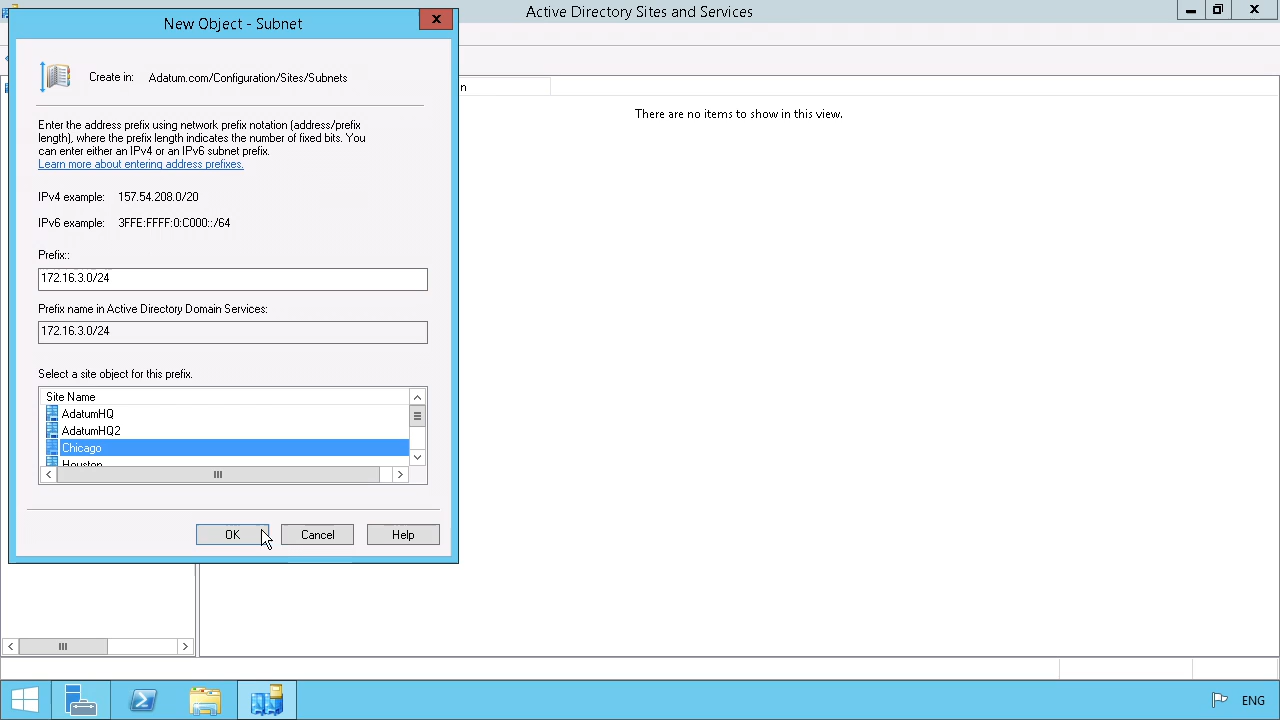 New Object - Subnet
Active Directory Sites and Services
Create in:
Adatum.com/Configuration/Sites/Subnets
n
There are no items to show in this view.
Enter the address prefix using network prefix notation (address/prefix
length), where the prefix length indicates the number of fixed bits. You
can enter either an IPv4 or an IPv6 subnet prefix.
Learn more about entering address prefixes.
IPv4 example: 157.54.208.0/20
IPv6 example: 3FFE:FFFF:0:C000::/64
Prefix::
172.16.3.0/24
Prefix name in Active Directory Domain Services:
172.16.3.0/24
Select a site object for this prefix.
Site Name
AdatumHQ
AdatumHQ2
Chicago
Houston
OK
Cancel
Help
ENG